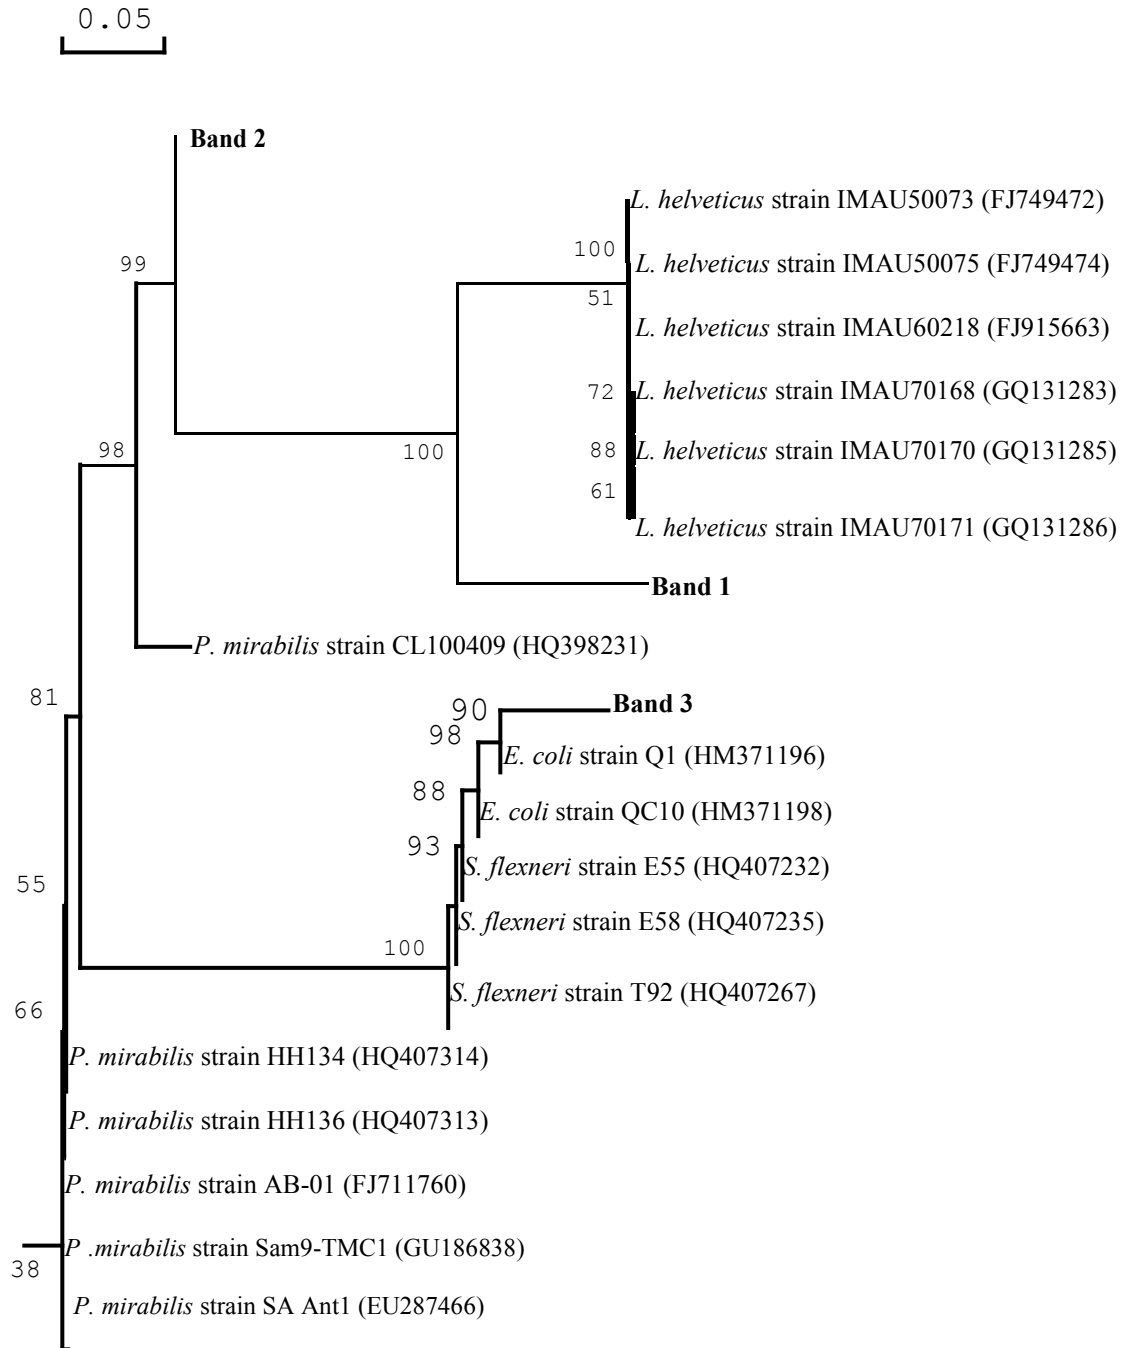 0.05
Band 2
L. helveticus strain IMAU50073 (FJ749472)
99
100
L. helveticus strain IMAU50075 (FJ749474)
51
L. helveticus strain IMAU60218 (FJ915663)
72
L. helveticus strain IMAU70168 (GQ131283)
98
100
88
L. helveticus strain IMAU70170 (GQ131285)
61
L. helveticus strain IMAU70171 (GQ131286)
Band 1
P. mirabilis strain CL100409 (HQ398231)
81
90
Band 3
98
E. coli strain Q1 (HM371196)
88
E. coli strain QC10 (HM371198)
93
S. flexneri strain E55 (HQ407232)
55
S. flexneri strain E58 (HQ407235)
100
S. flexneri strain T92 (HQ407267)
66
P. mirabilis strain HH134 (HQ407314)
P. mirabilis strain HH136 (HQ407313)
P. mirabilis strain AB-01 (FJ711760)
P .mirabilis strain Sam9-TMC1 (GU186838)
38
P. mirabilis strain SA Ant1 (EU287466)